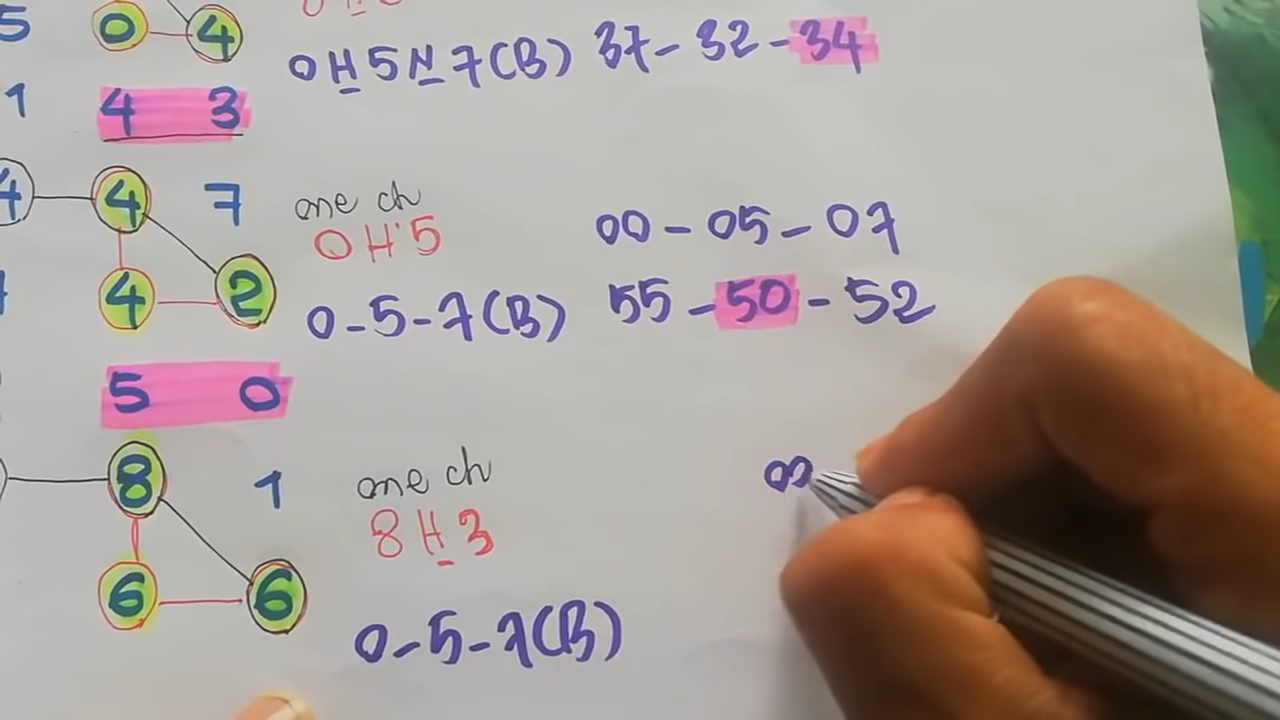 5 0 4
0H5N7(B) 37-32-34
1 4 3
4 4 7 one ch
0H5 00-05-07
4 2 0-5-7(B) 55-50-52
5 0
8 1 one ch
8H3
6 6 0-5-7(B)